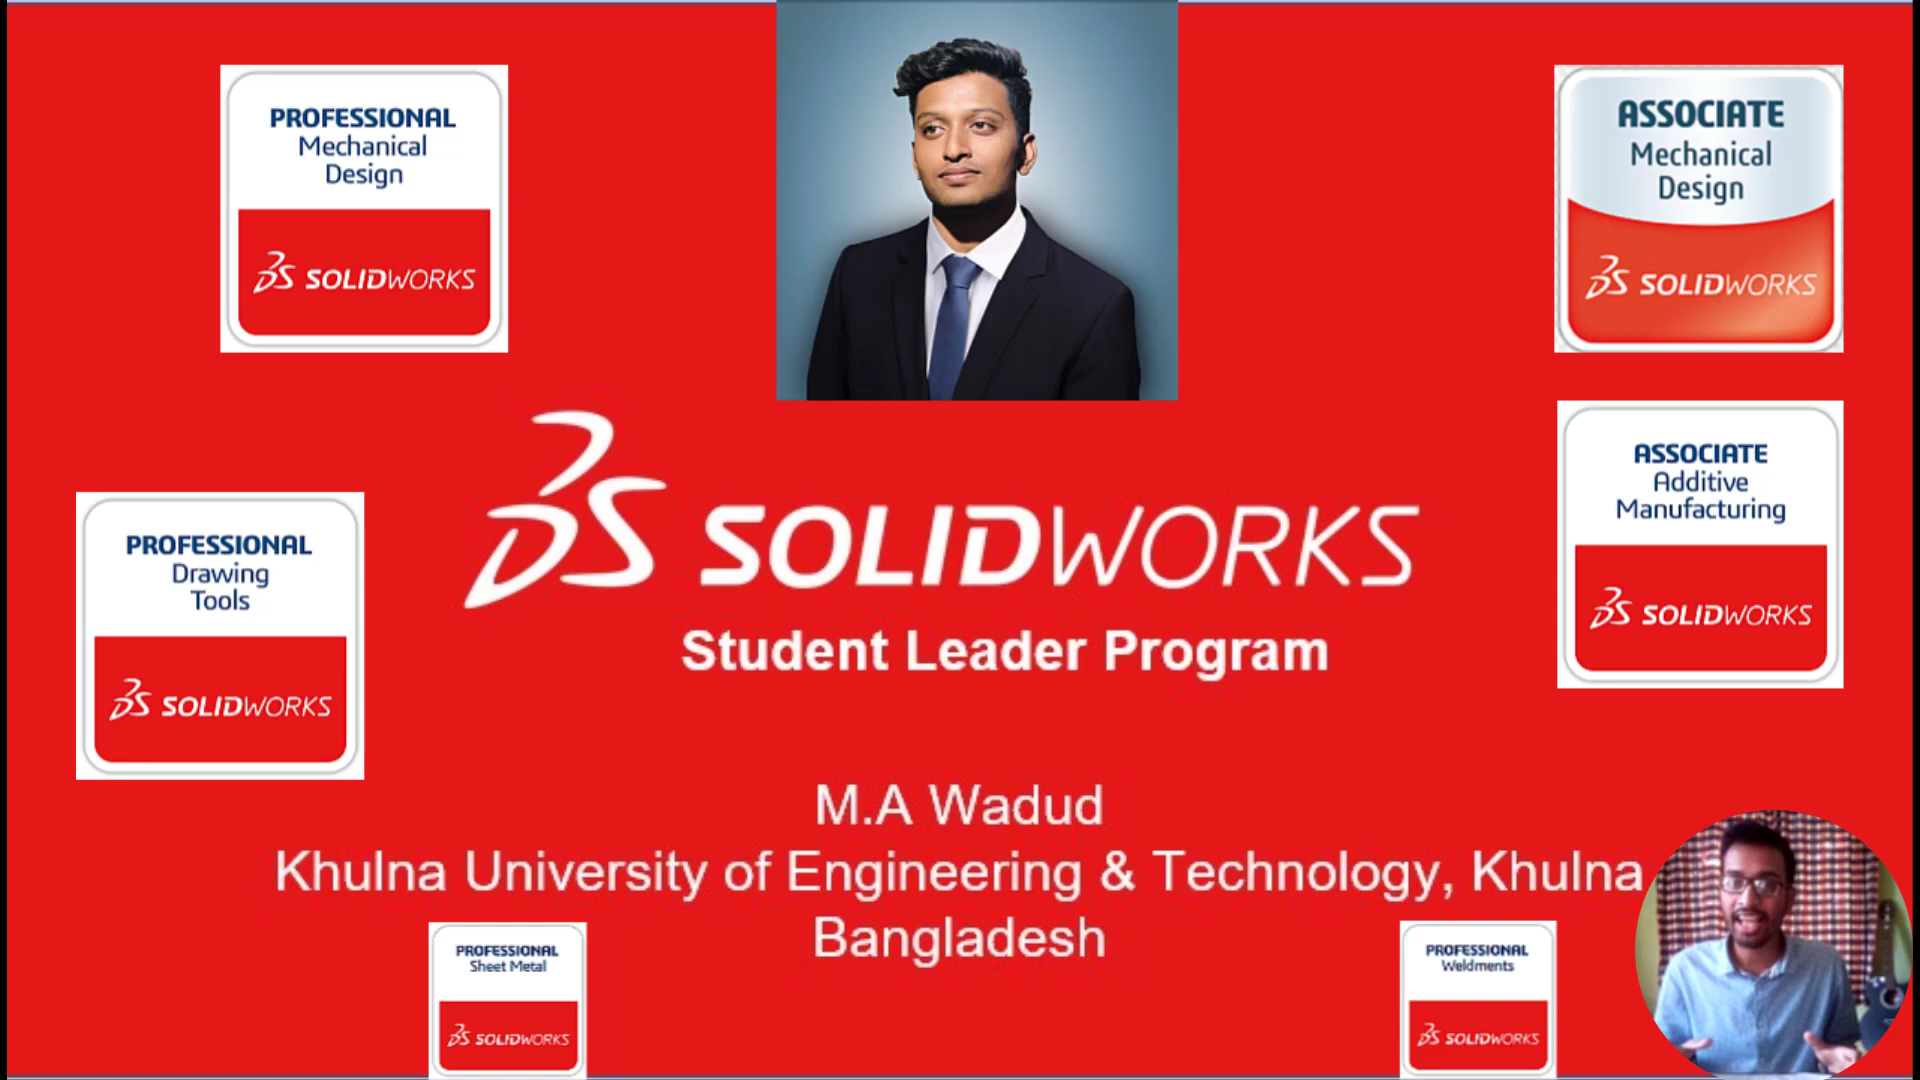 PROFESSIONAL
Mechanical
Design
SOLIDWORKS
ASSOCIATE
Mechanical
Design
SOLIDWORKS
PROFESSIONAL
Drawing
Tools
SOLIDWORKS
ASSOCIATE
Additive
Manufacturing
SOLIDWORKS
SOLIDWORKS
Student Leader Program
M.A Wadud
Khulna University of Engineering & Technology, Khulna
Bangladesh
PROFESSIONAL
Sheet Metal
SOLIDWORKS
PROFESSIONAL
Weldments
SOLIDWORKS